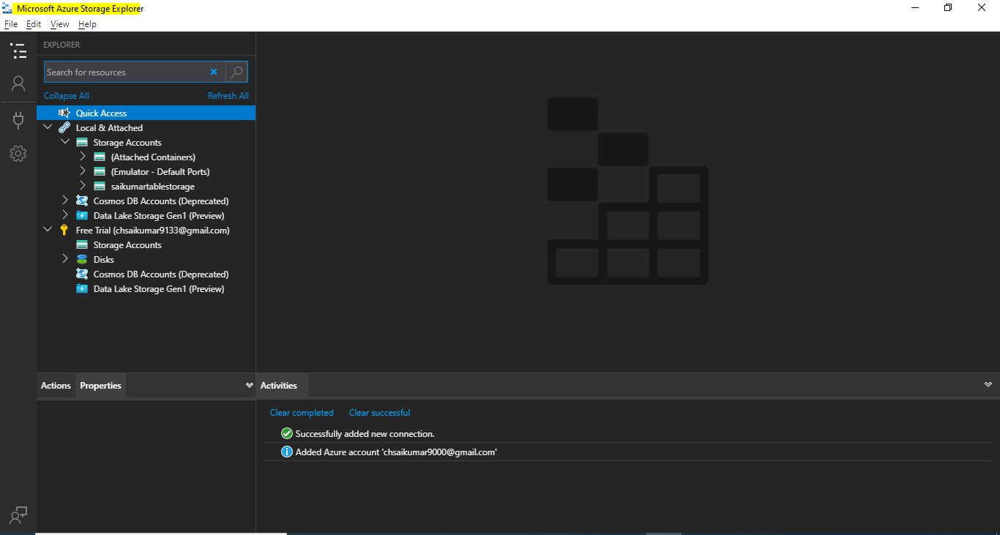 Microsoft Azure Storage Explorer
File Edit View Help
EXPLORER
Search for resources
Collapse All Refresh All
Quick Access
Local & Attached
Storage Accounts
(Attached Containers)
(Emulator - Default Ports)
saikumartablestorage
Cosmos DB Accounts (Deprecated)
Data Lake Storage Gen1 (Preview)
Free Trial (chsaikumar9133@gmail.com)
Storage Accounts
Disks
Cosmos DB Accounts (Deprecated)
Data Lake Storage Gen1 (Preview)
Actions Properties
Activities
Clear completed Clear successful
Successfully added new connection.
Added Azure account 'chsaikumar9000@gmail.com'